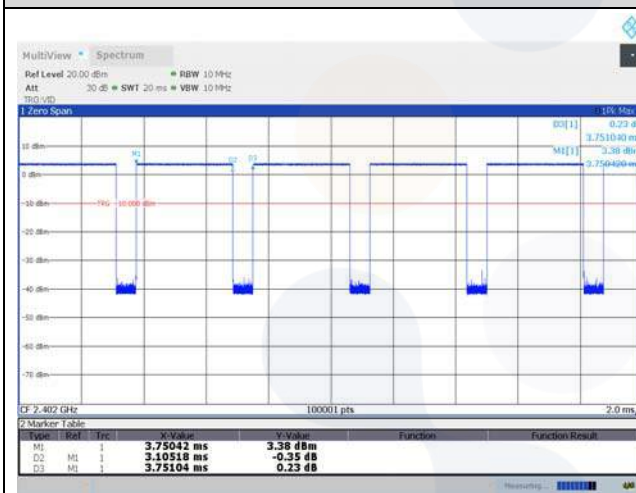 MultiView Spectrum
Ref Level 20.00 dBm RBW 10 MHz
Att 30 dB SWT 20 ms VBW 10 MHz
TRG:VID
1 Zero Span 1Pk Max
D3[1] 0.23 d
3.751040 m
10 dBm M1 D2 D3 M1[1] 3.38 dBm
3.750420 m
0 dBm
-10 dBm TRG -10.000 dBm
-20 dBm
-30 dBm
-40 dBm
-50 dBm
-60 dBm
-70 dBm
CF 2.402 GHz 100001 pts 2.0 ms
2 Marker Table
Type Ref Trc X-Value Y-Value Function Function Result
M1 1 3.75042 ms 3.38 dBm
D2 M1 1 3.10518 ms -0.35 dB
D3 M1 1 3.75104 ms 0.23 dB
Measuring...